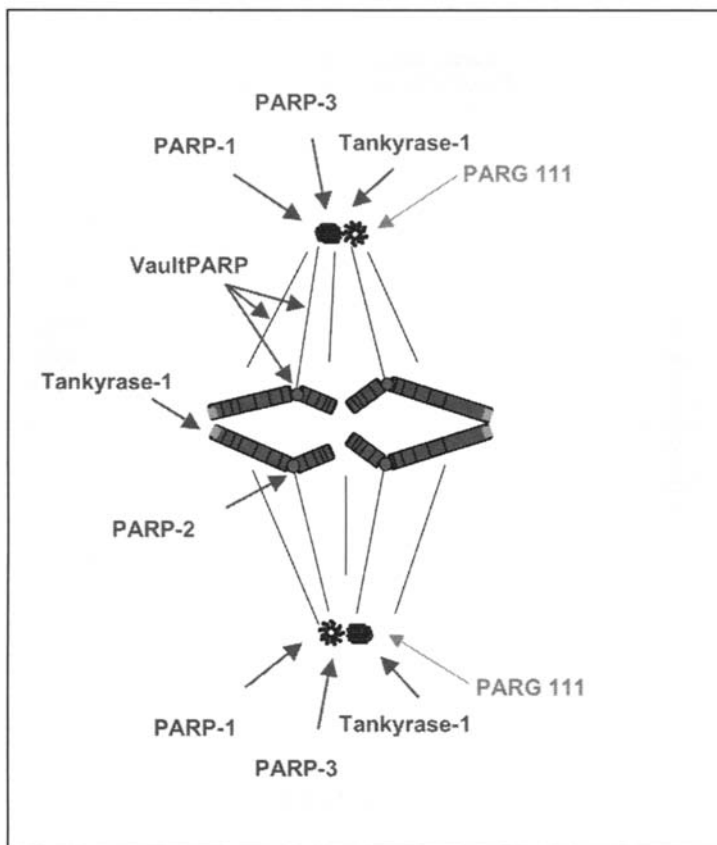 PARP-3
PARP-1
Tankyrase-1
PARG 111
VaultPARP
Tankyrase-1
PARP-2
PARG 111
PARP-1
Tankyrase-1
PARP-3